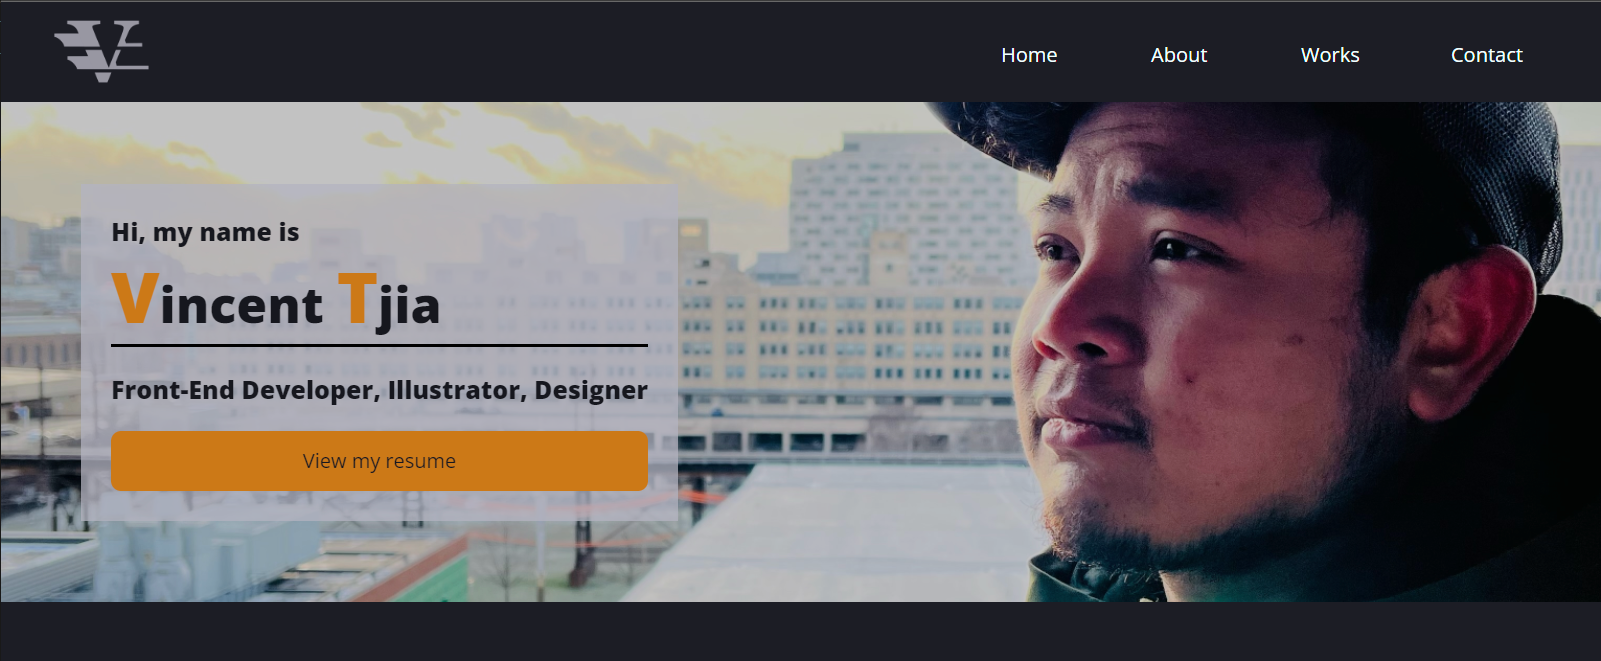 Home About Works Contact
Hi, my name is
Vincent Tjia
Front-End Developer, Illustrator, Designer
View my resume